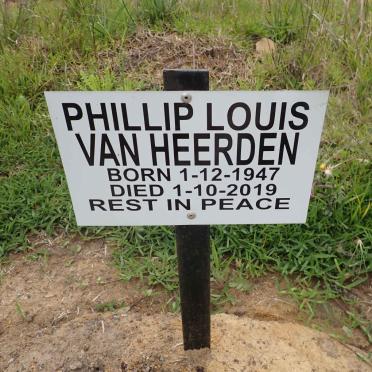 PHILLIP LOUIS
VAN HEERDEN
BORN 1-12-1947
DIED 1-10-2019
REST IN PEACE